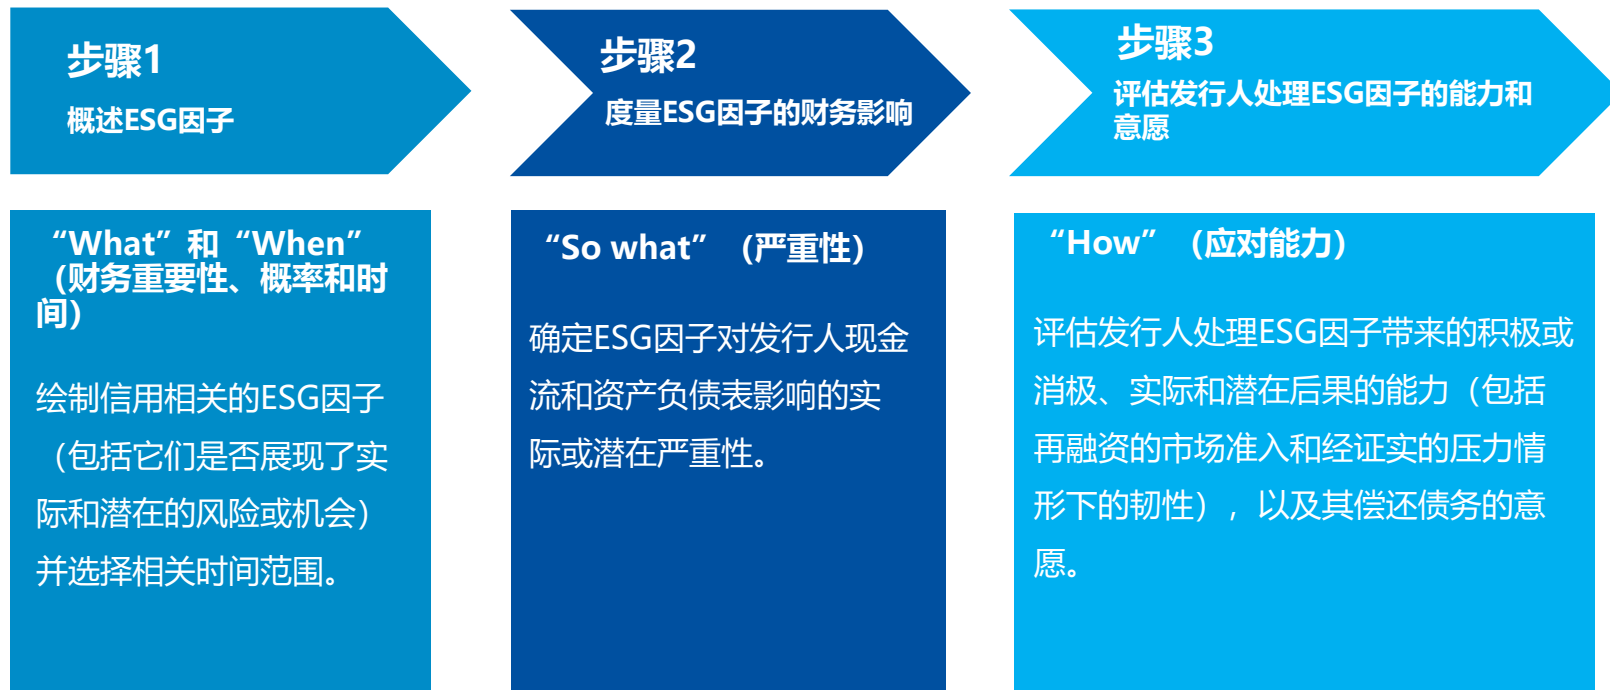 步骤1
概述ESG因子
步骤2
度量ESG因子的财务影响
步骤3
评估发行人处理ESG因子的能力和
意愿
“What”和“When”
（财务重要性、概率和时
间）
绘制信用相关的ESG因子
（包括它们是否展现了实
际和潜在的风险或机会）
并选择相关时间范围。
“So what”（严重性）
确定ESG因子对发行人现金
流和资产负债表影响的实
际或潜在严重性。
“How”（应对能力）
评估发行人处理ESG因子带来的积极或
消极、实际和潜在后果的能力（包括
再融资的市场准入和经证实的压力情
形下的韧性），以及其偿还债务的意
愿。